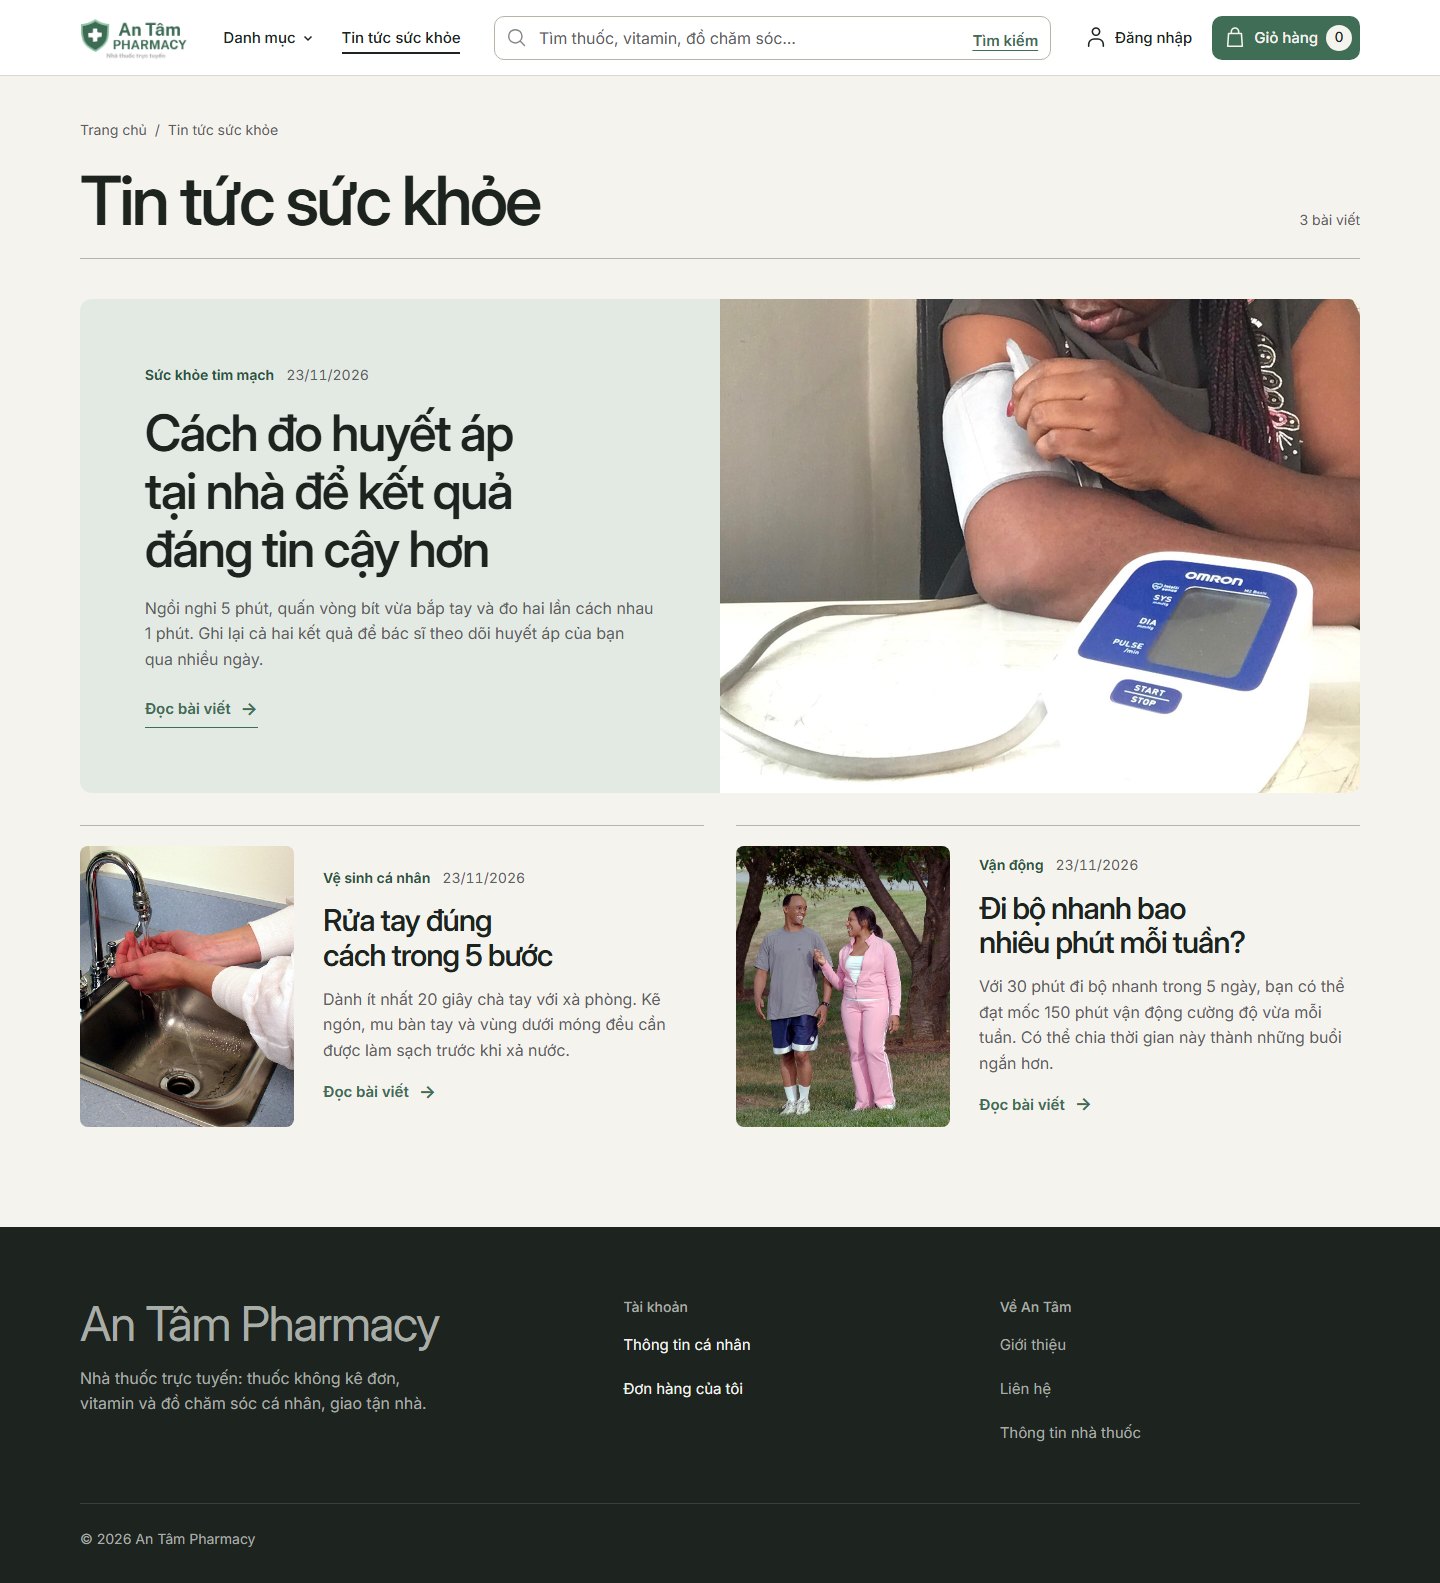 An Tâm
PHARMACY
Nhà thuốc trực tuyến
Danh mục
Tin tức sức khỏe
Tìm thuốc, vitamin, đồ chăm sóc...
Tìm kiếm
Đăng nhập
Giỏ hàng 0
Trang chủ / Tin tức sức khỏe
Tin tức sức khỏe
3 bài viết
Sức khỏe tim mạch 23/11/2026
Cách đo huyết áp
tại nhà để kết quả
đáng tin cậy hơn
Ngồi nghỉ 5 phút, quấn vòng bít vừa bắp tay và đo hai lần cách nhau
1 phút. Ghi lại cả hai kết quả để bác sĩ theo dõi huyết áp của bạn
qua nhiều ngày.
Đọc bài viết
OMRON
M2 Basic
SYS
mmHg
DIA
mmHg
PULSE
/min
START
STOP
Vệ sinh cá nhân 23/11/2026
Rửa tay đúng
cách trong 5 bước
Dành ít nhất 20 giây chà tay với xà phòng. Kẽ
ngón, mu bàn tay và vùng dưới móng đều cần
được làm sạch trước khi xả nước.
Đọc bài viết
Vận động 23/11/2026
Đi bộ nhanh bao
nhiêu phút mỗi tuần?
Với 30 phút đi bộ nhanh trong 5 ngày, bạn có thể
đạt mốc 150 phút vận động cường độ vừa mỗi
tuần. Có thể chia thời gian này thành những buổi
ngắn hơn.
Đọc bài viết
An Tâm Pharmacy
Nhà thuốc trực tuyến: thuốc không kê đơn,
vitamin và đồ chăm sóc cá nhân, giao tận nhà.
Tài khoản
Thông tin cá nhân
Đơn hàng của tôi
Về An Tâm
Giới thiệu
Liên hệ
Thông tin nhà thuốc
© 2026 An Tâm Pharmacy